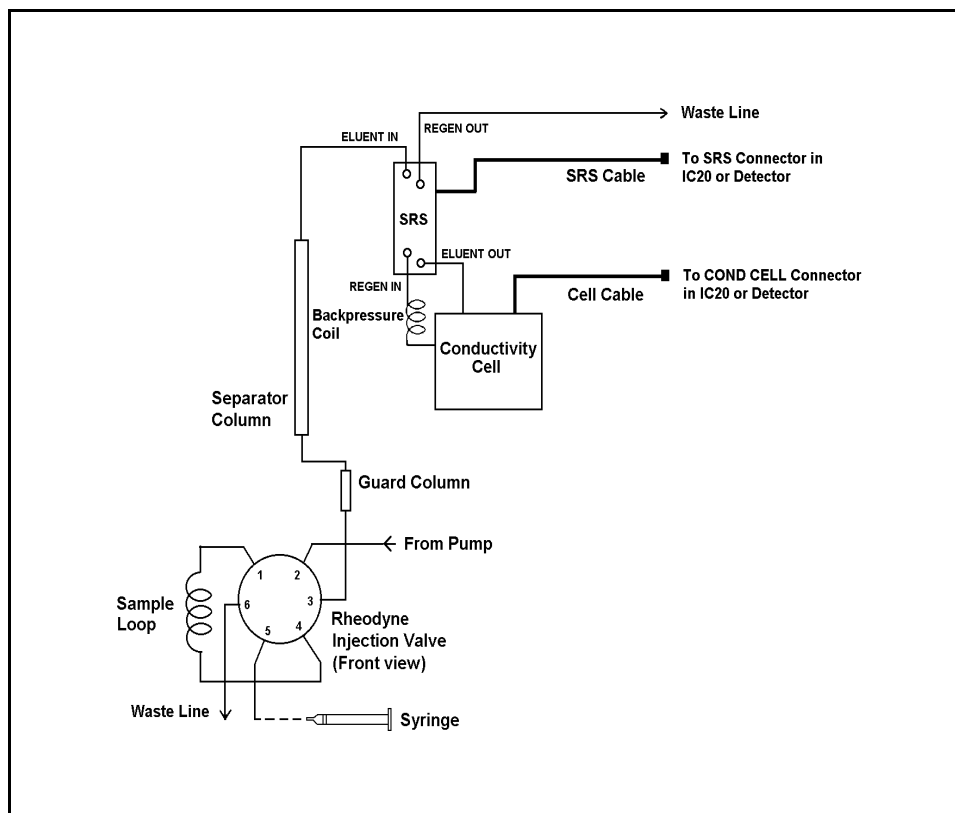 Waste Line
ELUENT IN
REGEN OUT
To SRS Connector in
IC20 or Detector
SRS Cable
SRS
ELUENT OUT
REGEN IN
To COND CELL Connector
in IC20 or Detector
Cell Cable
Backpressure
Coil
Conductivity
Cell
Separator
Column
Guard Column
From Pump
1
2
3
4
5
6
Sample
Loop
Rheodyne
Injection Valve
(Front view)
Waste Line
Syringe